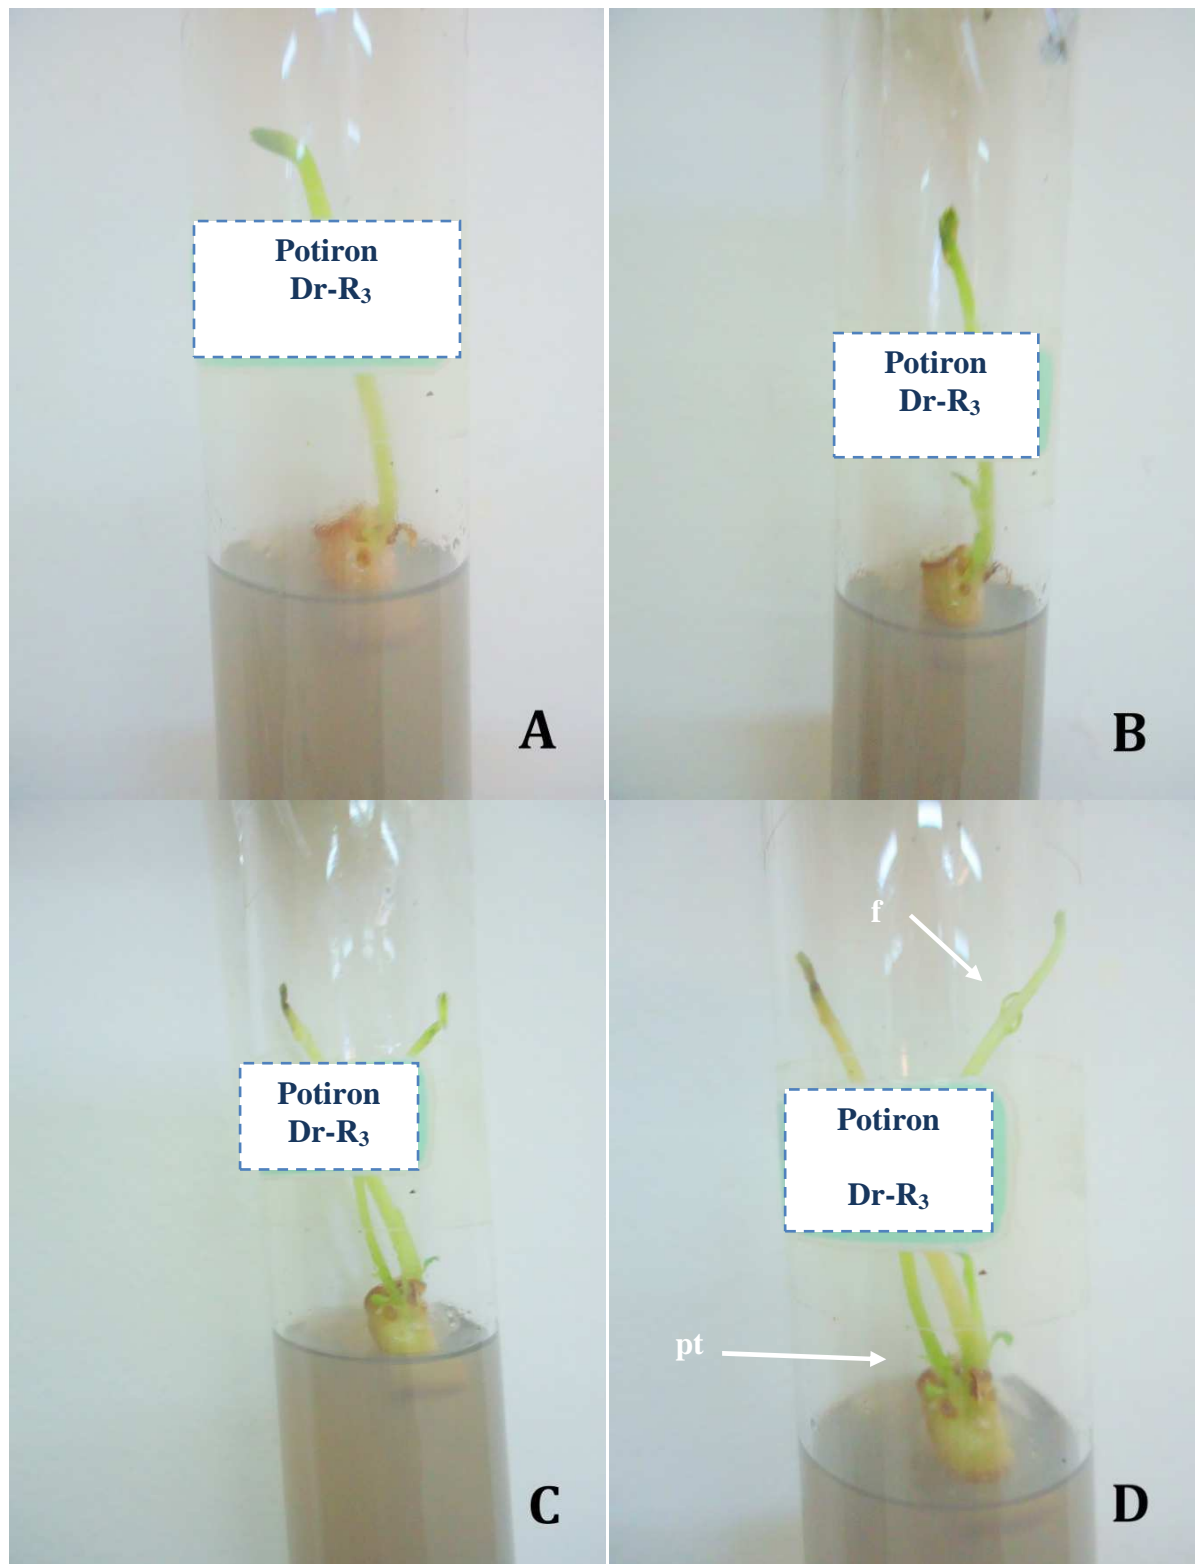 Potiron
Dr-R₃
A
Potiron
Dr-R₃
B
Potiron
Dr-R₃
C
f
Potiron
Dr-R₃
pt
D